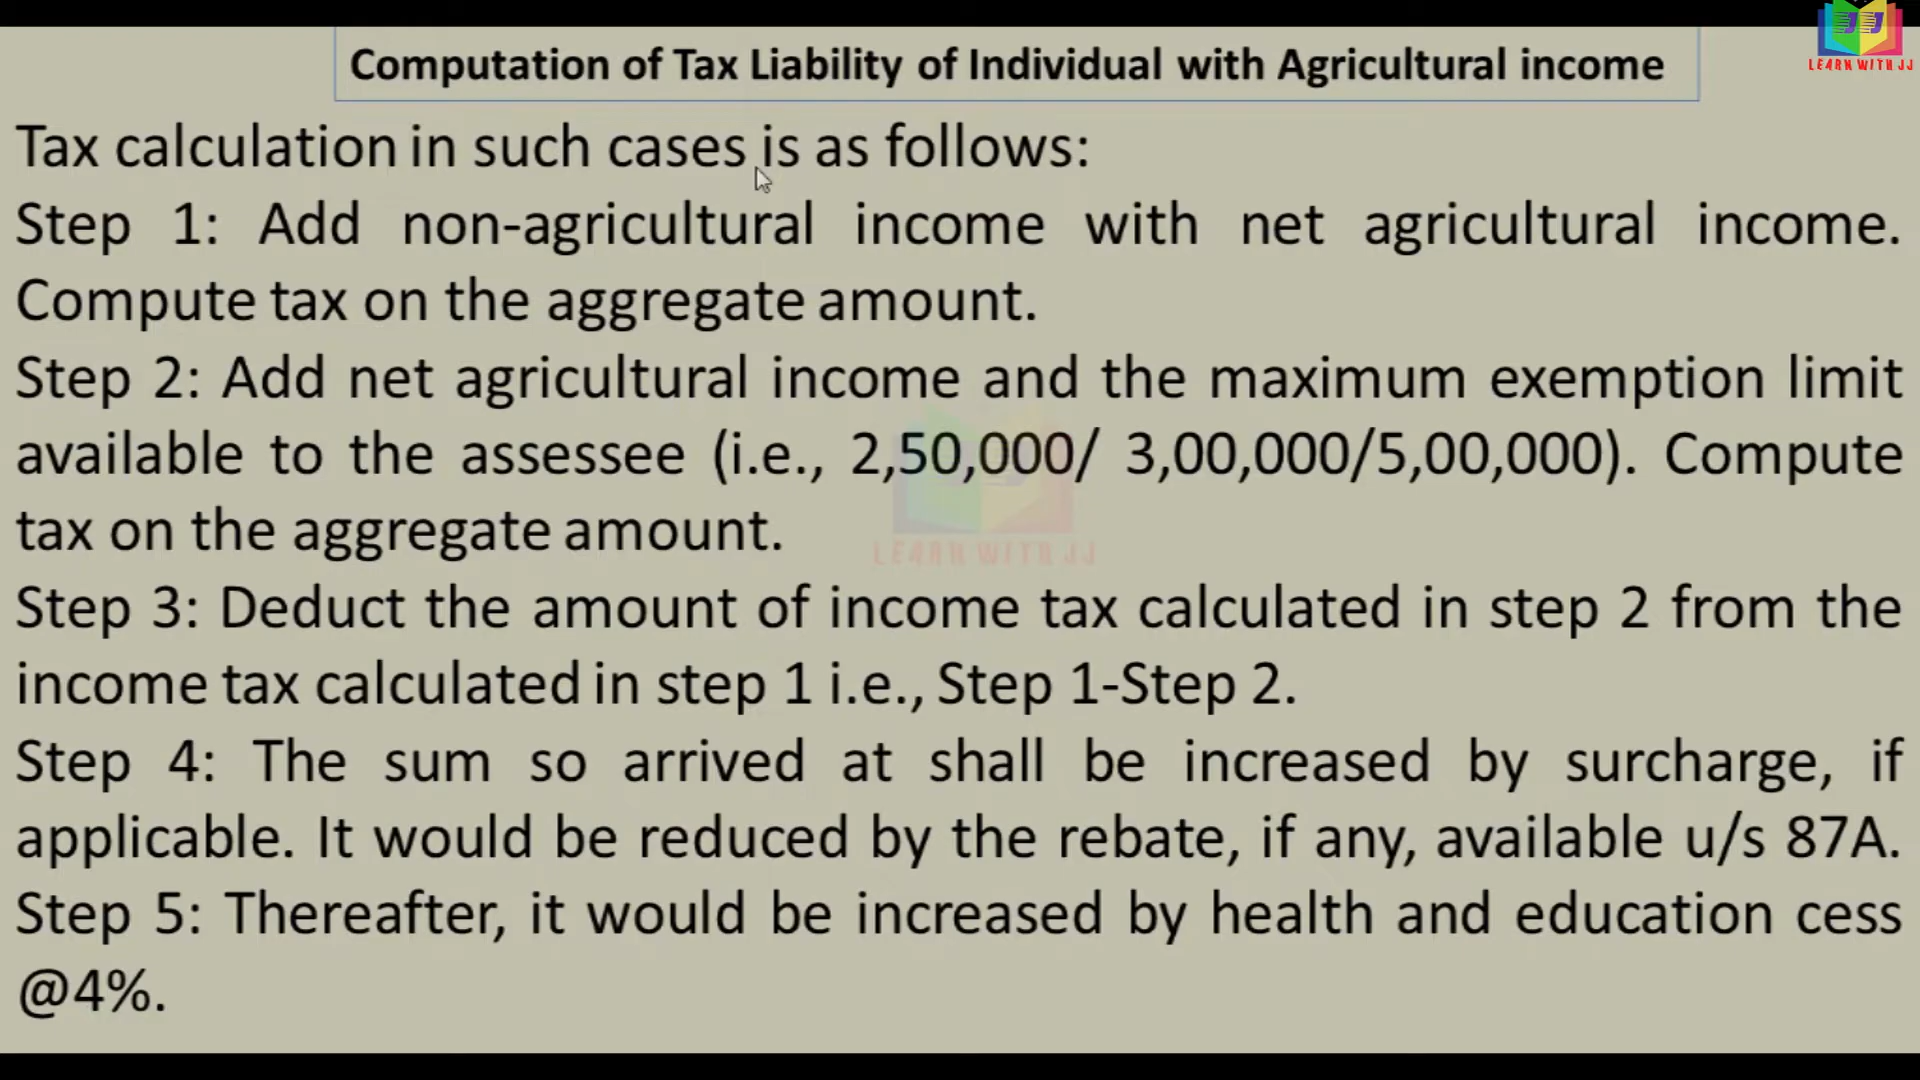 Computation of Tax Liability of Individual with Agricultural income
LEARN WITH JJ
Tax calculation in such cases is as follows:
Step 1: Add non-agricultural income with net agricultural income.
Compute tax on the aggregate amount.
Step 2: Add net agricultural income and the maximum exemption limit
available to the assessee (i.e., 2,50,000/ 3,00,000/5,00,000). Compute
tax on the aggregate amount.
LEARN WITH JJ
Step 3: Deduct the amount of income tax calculated in step 2 from the
income tax calculated in step 1 i.e., Step 1-Step 2.
Step 4: The sum so arrived at shall be increased by surcharge, if
applicable. It would be reduced by the rebate, if any, available u/s 87A.
Step 5: Thereafter, it would be increased by health and education cess
@4%.